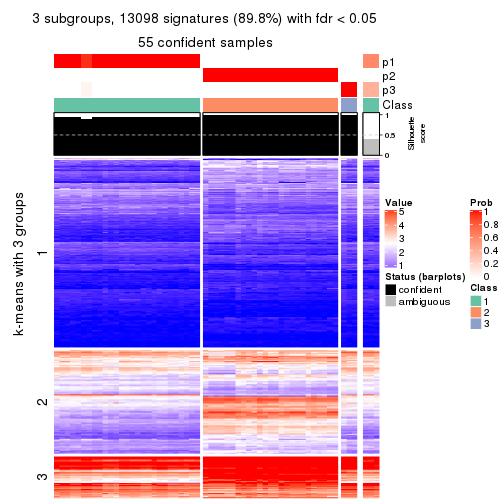 3 subgroups, 13098 signatures (89.8%) with fdr < 0.05
55 confident samples
p1
p2
p3
Class
1
0.5
0
Silhouette
score
k-means with 3 groups
1
2
3
Value
5
4
3
2
1
Status (barplots)
confident
ambiguous
Prob
1
0.8
0.6
0.4
0.2
0
Class
1
2
3